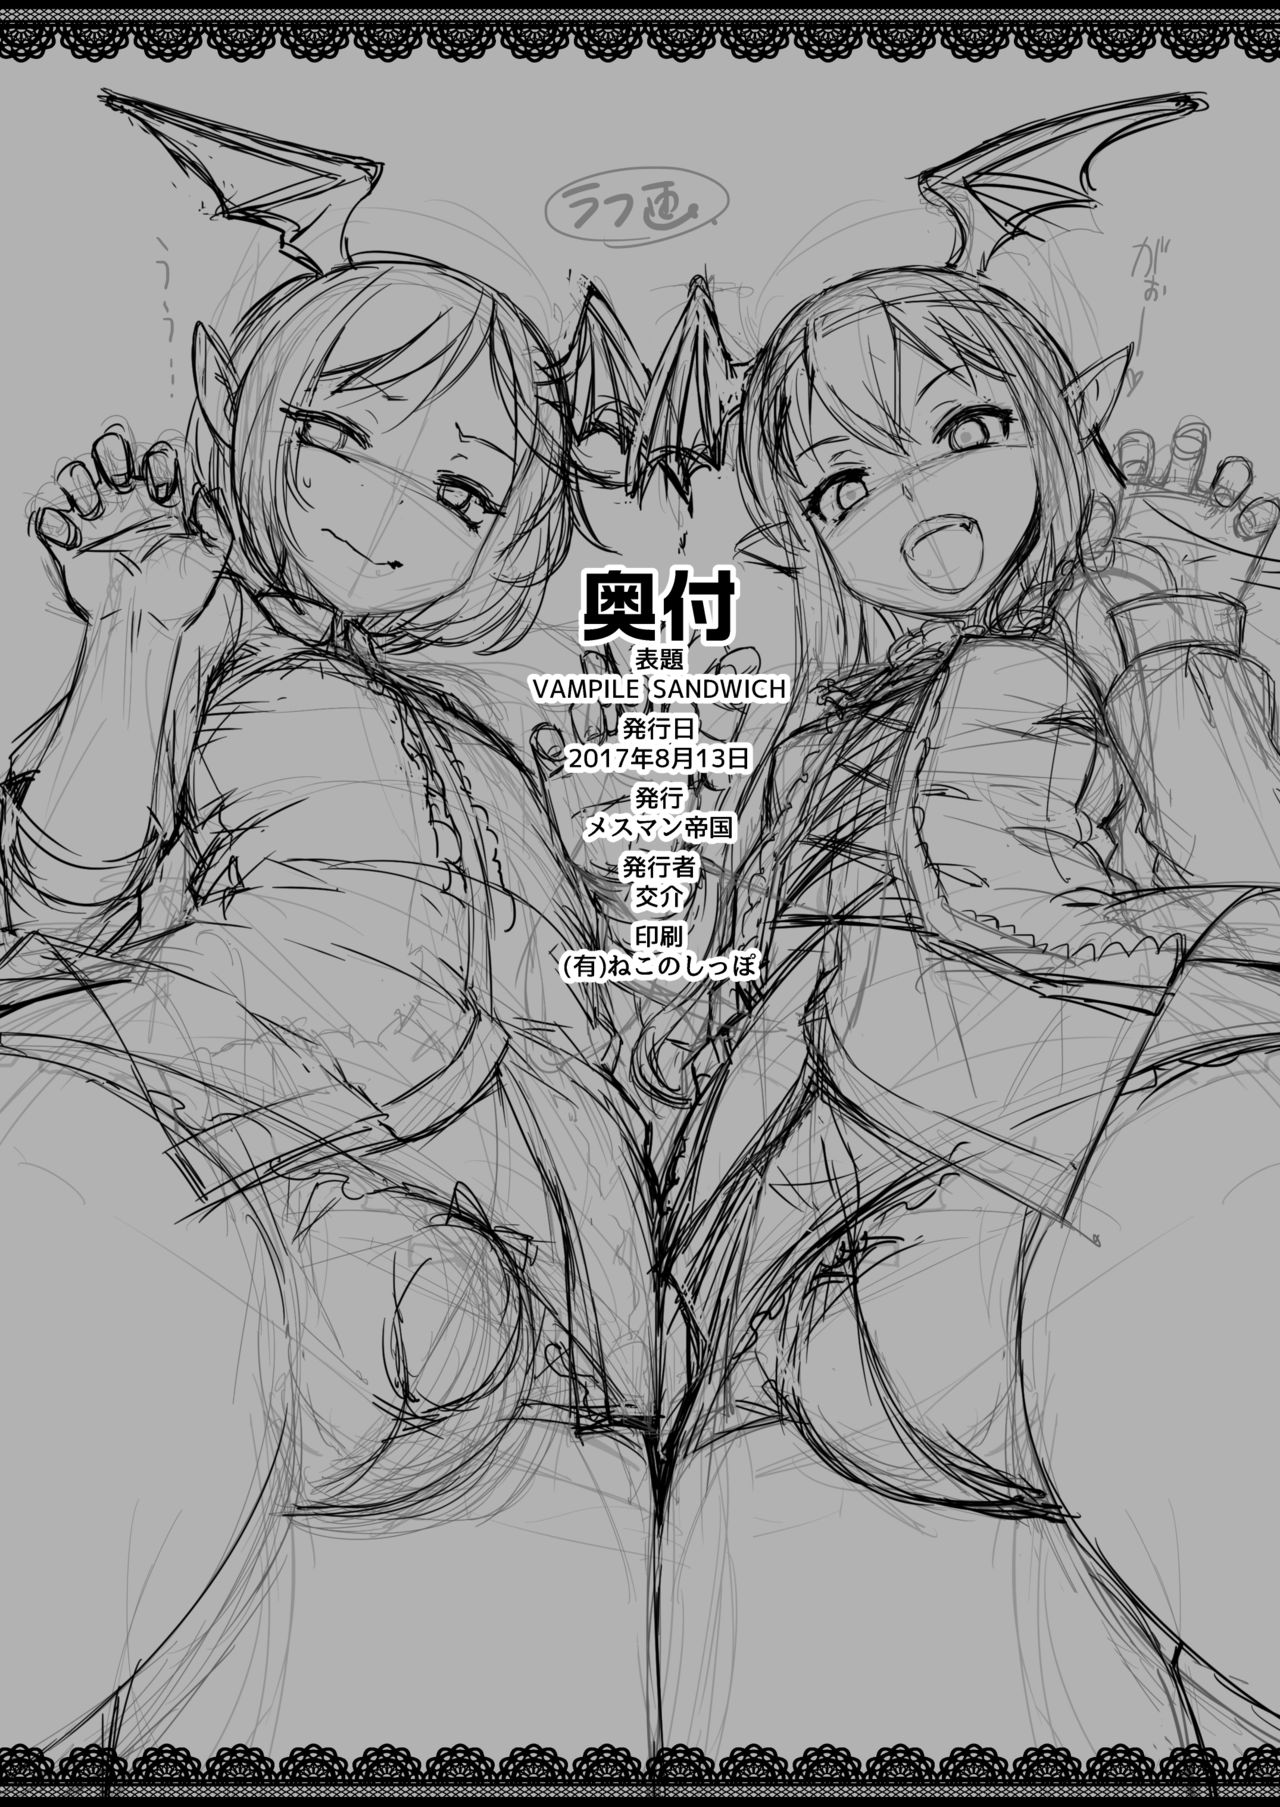 ラフ画
う う う…
がおー♡
奥付
表題
VAMPILE SANDWICH
発行日
2017年8月13日
発行
メスマン帝国
発行者
交介
印刷
(有)ねこのしっぽ